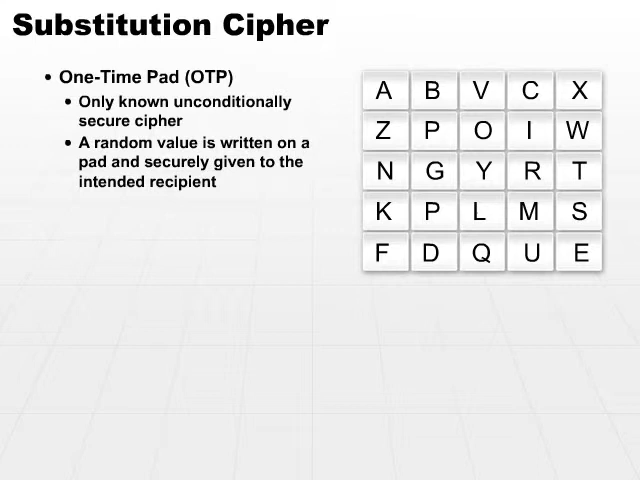 Substitution Cipher
• One-Time Pad (OTP)
• Only known unconditionally
secure cipher
• A random value is written on a
pad and securely given to the
intended recipient
A B V C X
Z P O I W
N G Y R T
K P L M S
F D Q U E